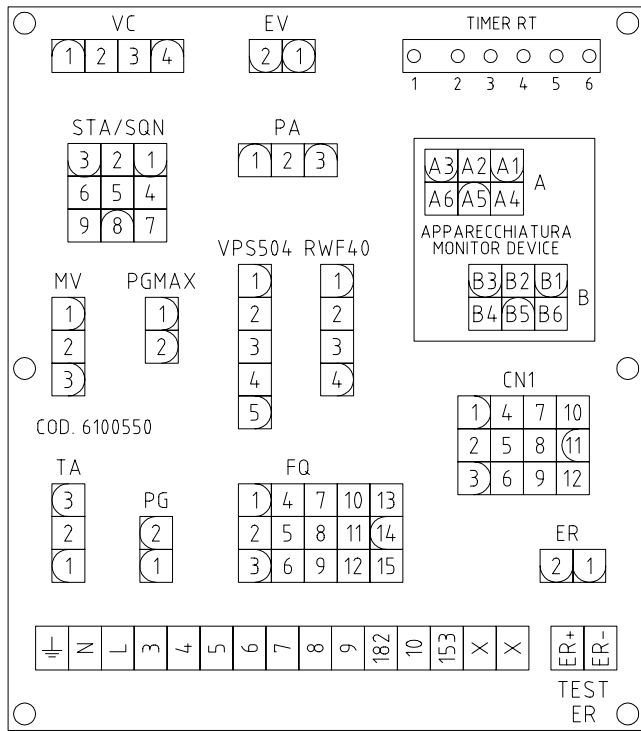 VC
1 2 3 4
EV
2 1
TIMER RT
1 2 3 4 5 6
STA/SQN
3 2 1
6 5 4
9 8 7
PA
1 2 3
A3 A2 A1
A6 A5 A4
A
APPARECCHIATURA
MONITOR DEVICE
B3 B2 B1
B4 B5 B6
B
MV
1
2
3
PGMAX
1
2
VPS504
1
2
3
4
5
RWF40
1
2
3
4
CN1
1 4 7 10
2 5 8 11
3 6 9 12
COD. 6100550
TA
3
2
1
PG
2
1
FQ
1 4 7 10 13
2 5 8 11 14
3 6 9 12 15
ER
2 1
N L 3 4 5 6 7 8 9 182 10 153 X X
ER+ ER-
TEST
ER